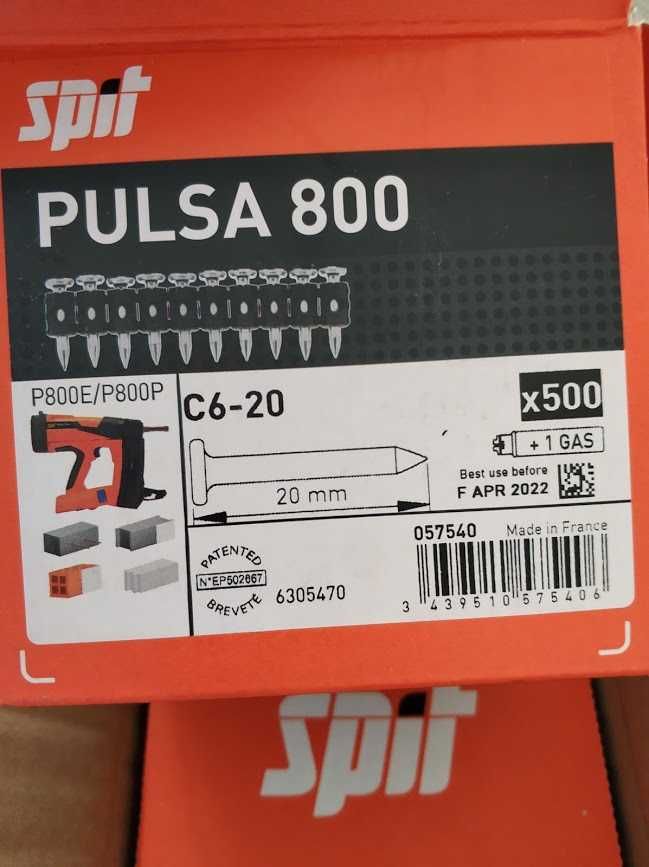 spit
PULSA 800
P800E/P800P
C6-20
x500
+ 1 GAS
Best use before
F APR 2022
20 mm
057540 Made in France
PATENTED
N°EP502667
BREVETE
6305470
3 439510 575406
spit